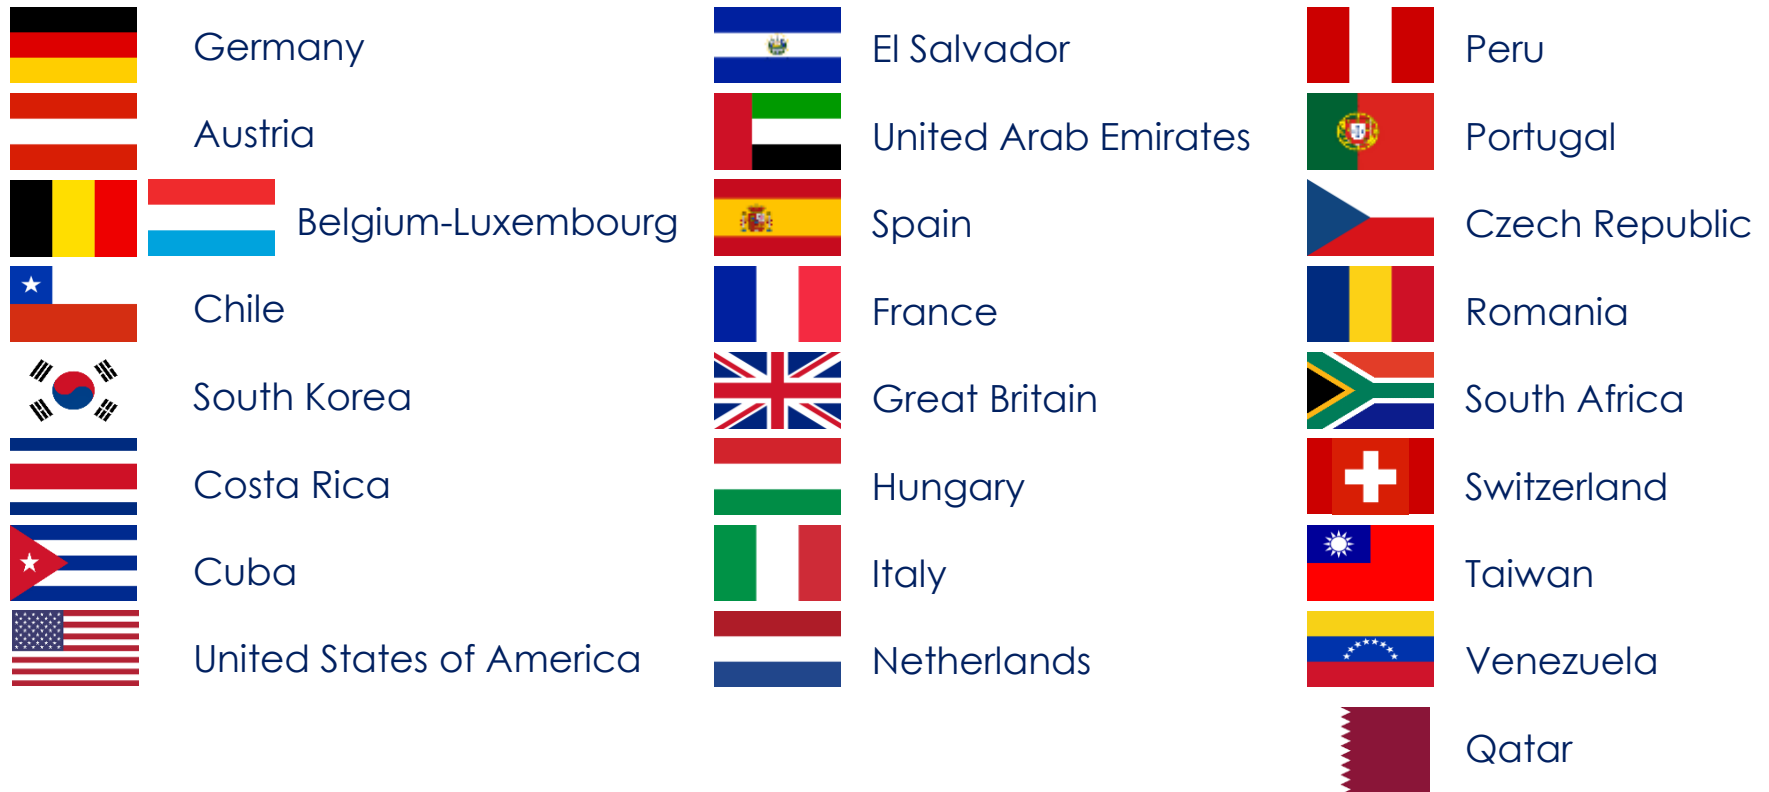 Germany
Austria
Belgium-Luxembourg
Chile
South Korea
Costa Rica
Cuba
United States of America
El Salvador
United Arab Emirates
Spain
France
Great Britain
Hungary
Italy
Netherlands
Peru
Portugal
Czech Republic
Romania
South Africa
Switzerland
Taiwan
Venezuela
Qatar